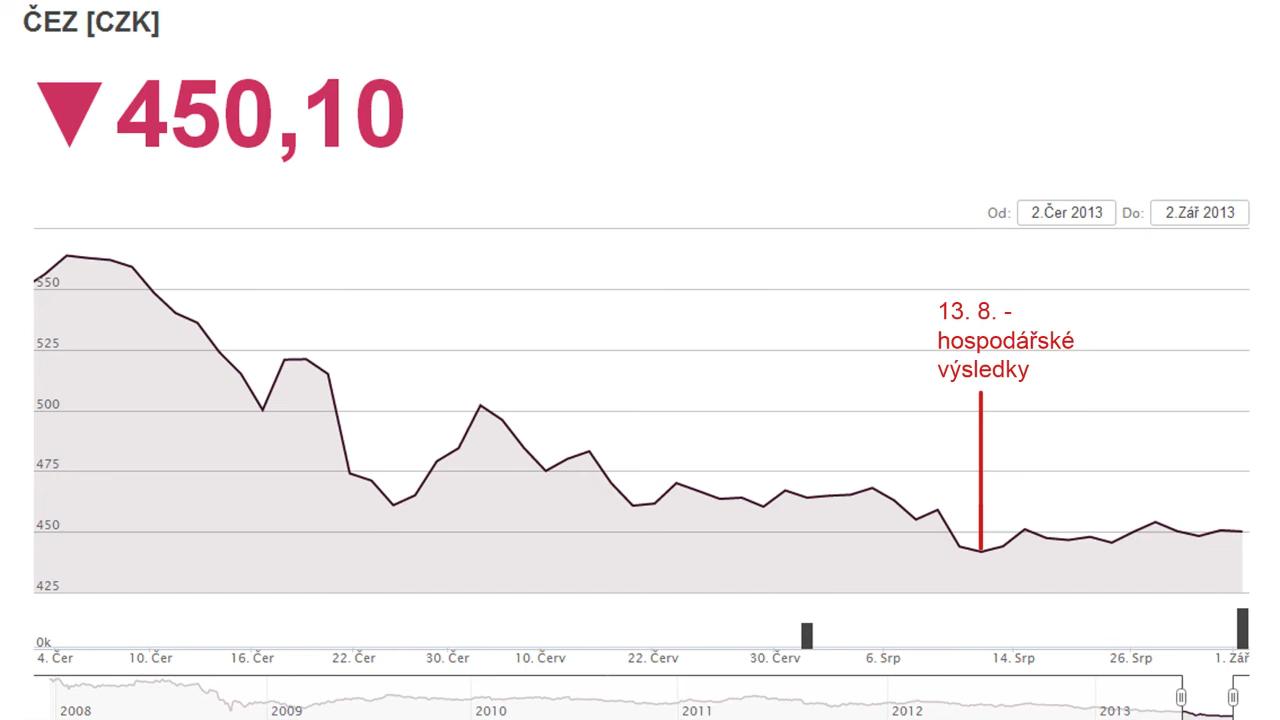 ČEZ [CZK]
▼450,10
Od: 2.Čer 2013 Do: 2.Zář 2013
550
13. 8. -
hospodářské
výsledky
525
500
475
450
425
0k
4. Čer 10. Čer 16. Čer 22. Čer 30. Čer 10. Červ 22. Červ 30. Červ 6. Srp 14. Srp 26. Srp 1. Zář
2008 2009 2010 2011 2012 2013